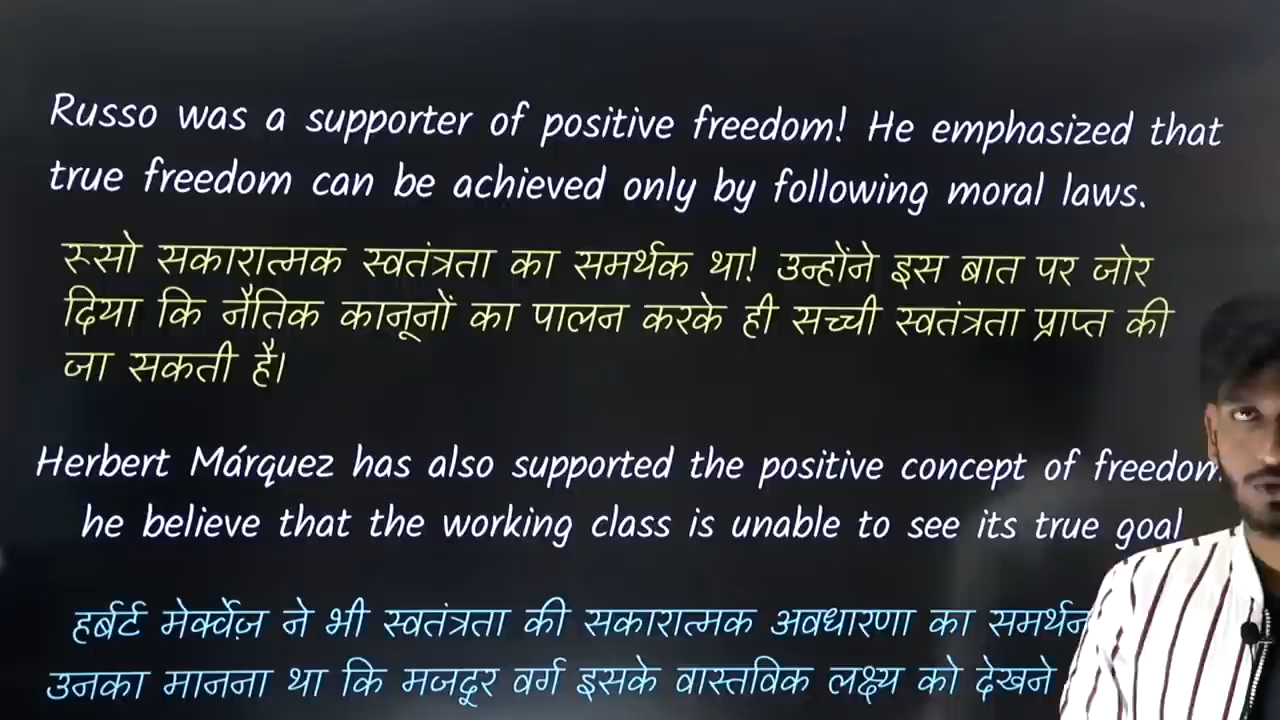 Russo was a supporter of positive freedom! He emphasized that
true freedom can be achieved only by following moral laws.
रूसो सकारात्मक स्वतंत्रता का समर्थक था! उन्होंने इस बात पर जोर
दिया कि नैतिक कानूनों का पालन करके ही सच्ची स्वतंत्रता प्राप्त की
जा सकती है।
Herbert Márquez has also supported the positive concept of freedom
he believe that the working class is unable to see its true goal
हर्बर्ट मेर्क्वेज़ ने भी स्वतंत्रता की सकारात्मक अवधारणा का समर्थन
उनका मानना था कि मजदूर वर्ग इसके वास्तविक लक्ष्य को देखने